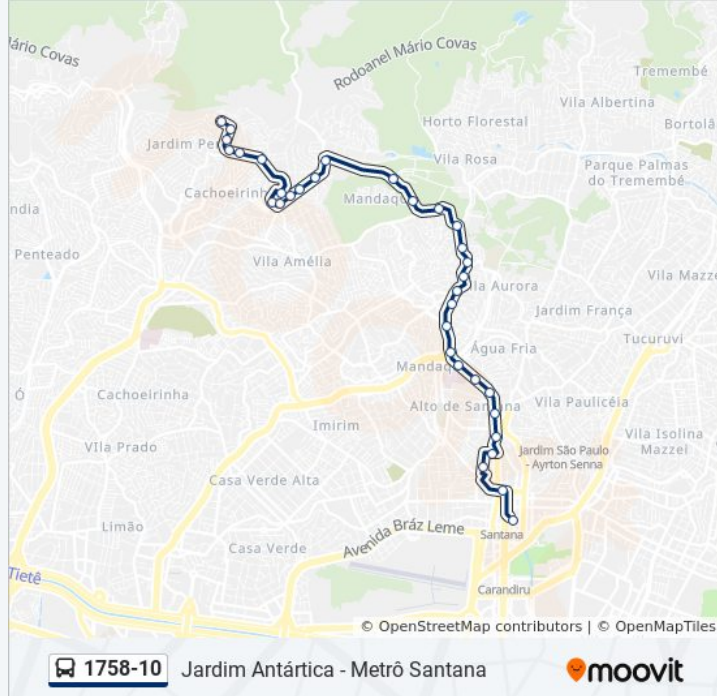 ário Covas
Rodoanel Mário Covas
Tremembé
Vila Albertina
Horto Florestal
Bortolâ
Jardim Pe
Vila Rosa
Parque Palmas
do Tremembé
Cachoeirinh
Mandaqu
ndia
Penteado
Vila Amélia
Vila Mazze
ila Aurora
Jardim França
Tucuruvi
Água Fria
Mandaqu
Ó
Cachoeirinha
Alto de Santana
Vila Paulicéia
Imirim
Vila Isolina
Mazzei
VIla Prado
Jardim São Paulo
- Ayrton Senna
Casa Verde Alta
Limão
Avenida Bráz Leme
Santana
Casa Verde
Tietê
Carandiru
© OpenStreetMap contributors | © OpenMapTiles
1758-10 Jardim Antártica - Metrô Santana
moovit